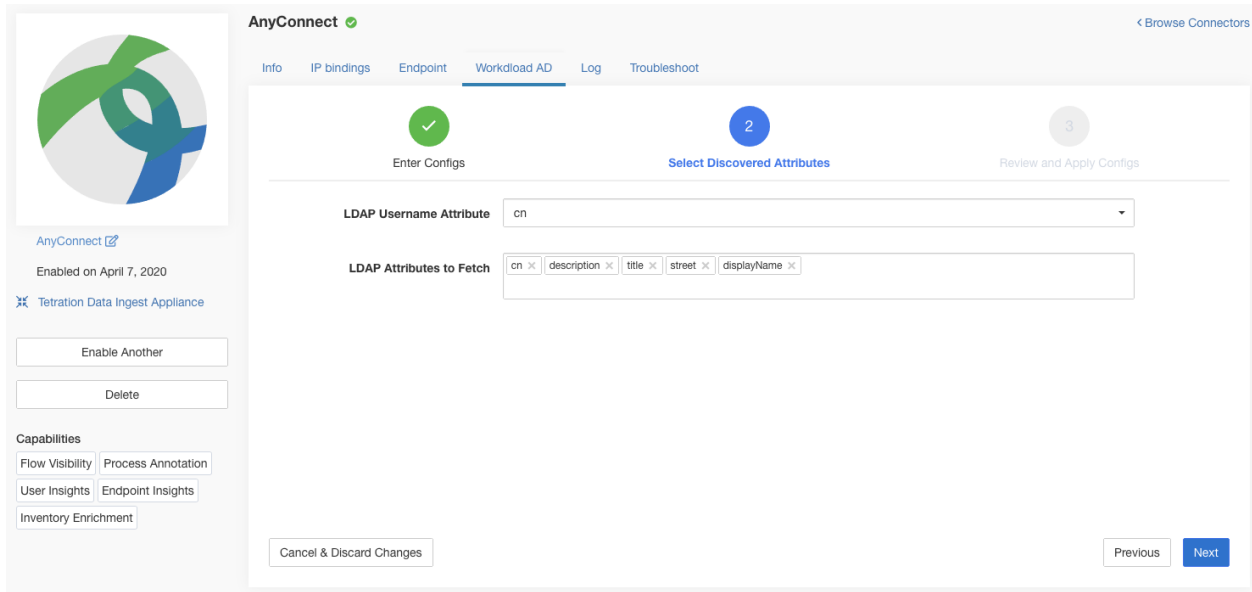 AnyConnect
< Browse Connectors
Info IP bindings Endpoint Workdload AD Log Troubleshoot
2 3
Enter Configs Select Discovered Attributes Review and Apply Configs
LDAP Username Attribute cn
LDAP Attributes to Fetch cn × description × title × street × displayName ×
AnyConnect
Enabled on April 7, 2020
Tetration Data Ingest Appliance
Enable Another
Delete
Capabilities
Flow Visibility Process Annotation
User Insights Endpoint Insights
Inventory Enrichment
Cancel & Discard Changes Previous Next